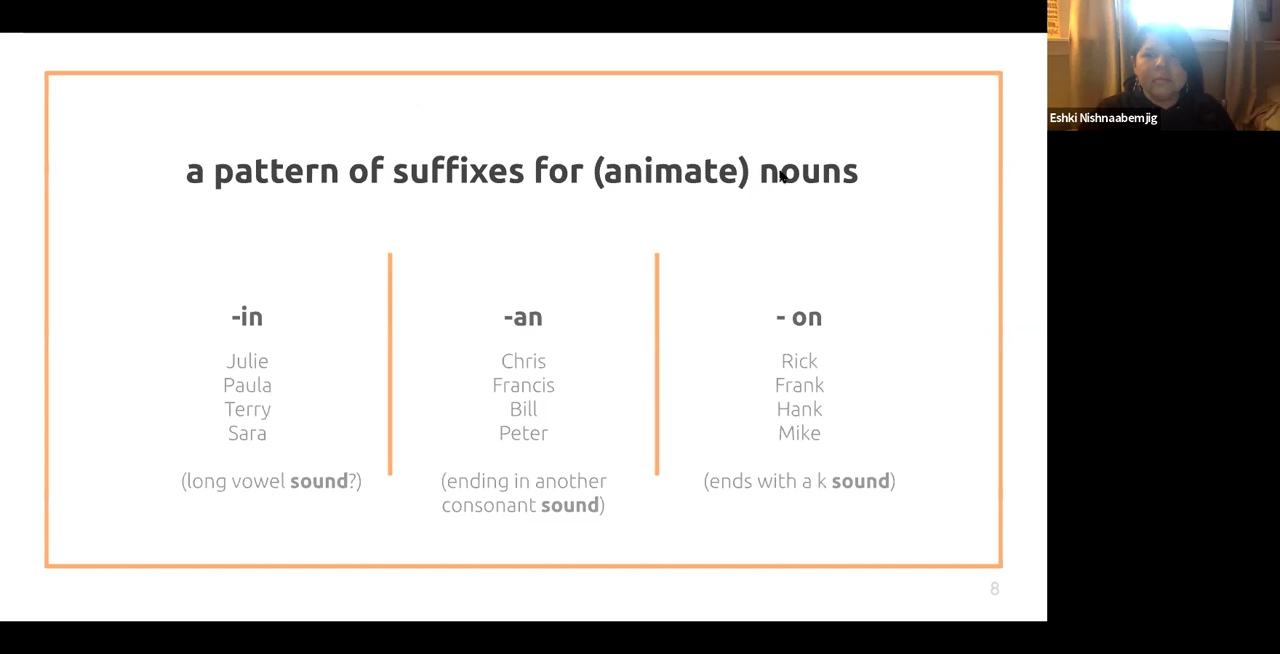 a pattern of suffixes for (animate) nouns
-in
Julie
Paula
Terry
Sara
(long vowel sound?)
-an
Chris
Francis
Bill
Peter
(ending in another
consonant sound)
- on
Rick
Frank
Hank
Mike
(ends with a k sound)
8
Eshki Nishnaabemjig